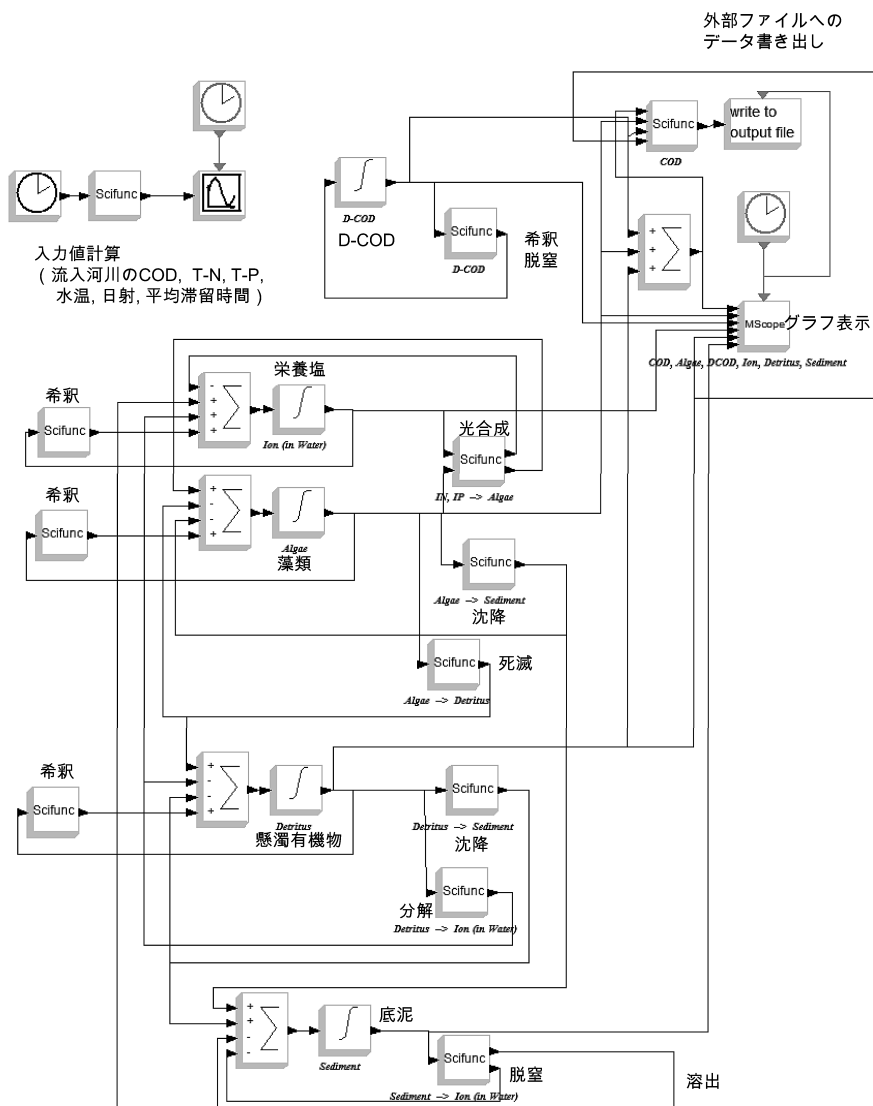 外部ファイルへの
データ書き出し
Scifunc
COD
write to
output file
Scifunc
D-COD
D-COD
Scifunc
D-COD
希釈
脱窒
入力値計算
( 流入河川のCOD, T-N, T-P,
水温, 日射, 平均滞留時間 )
+
+
+
MScope
グラフ表示
COD, Algae, DCOD, Ion, Detritus, Sediment
希釈
Scifunc
-
+
+
+
栄養塩
Ion (in Water)
光合成
Scifunc
IN, IP --> Algae
希釈
Scifunc
+
-
-
+
Algae
藻類
Scifunc
Algae --> Sediment
沈降
Scifunc
死滅
Algae --> Detritus
希釈
Scifunc
+
-
-
+
Detritus
懸濁有機物
Scifunc
Detritus --> Sediment
沈降
Scifunc
分解
Detritus --> Ion (in Water)
+
+
-
-
底泥
Sediment
Scifunc
脱窒
Sediment --> Ion (in Water)
溶出